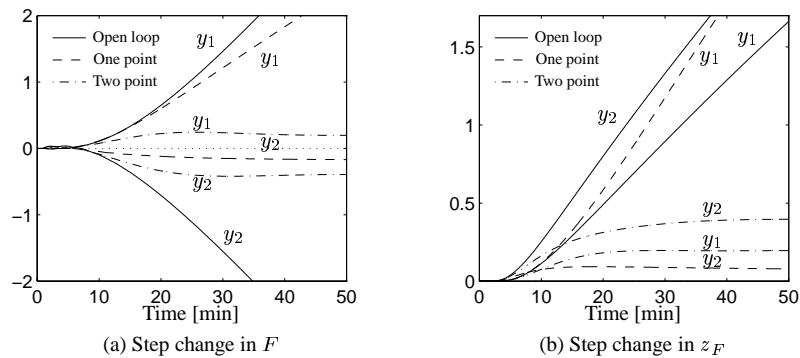 2
1
0
−1
−2
Open loop
One point
Two point
y1
y1
y1
y2
y2
y2
0 10 20 30 40 50
Time [min]
(a) Step change in F
1.5
1
0.5
0
Open loop
One point
Two point
y1
y1
y2
y2
y1
y2
0 10 20 30 40 50
Time [min]
(b) Step change in zF